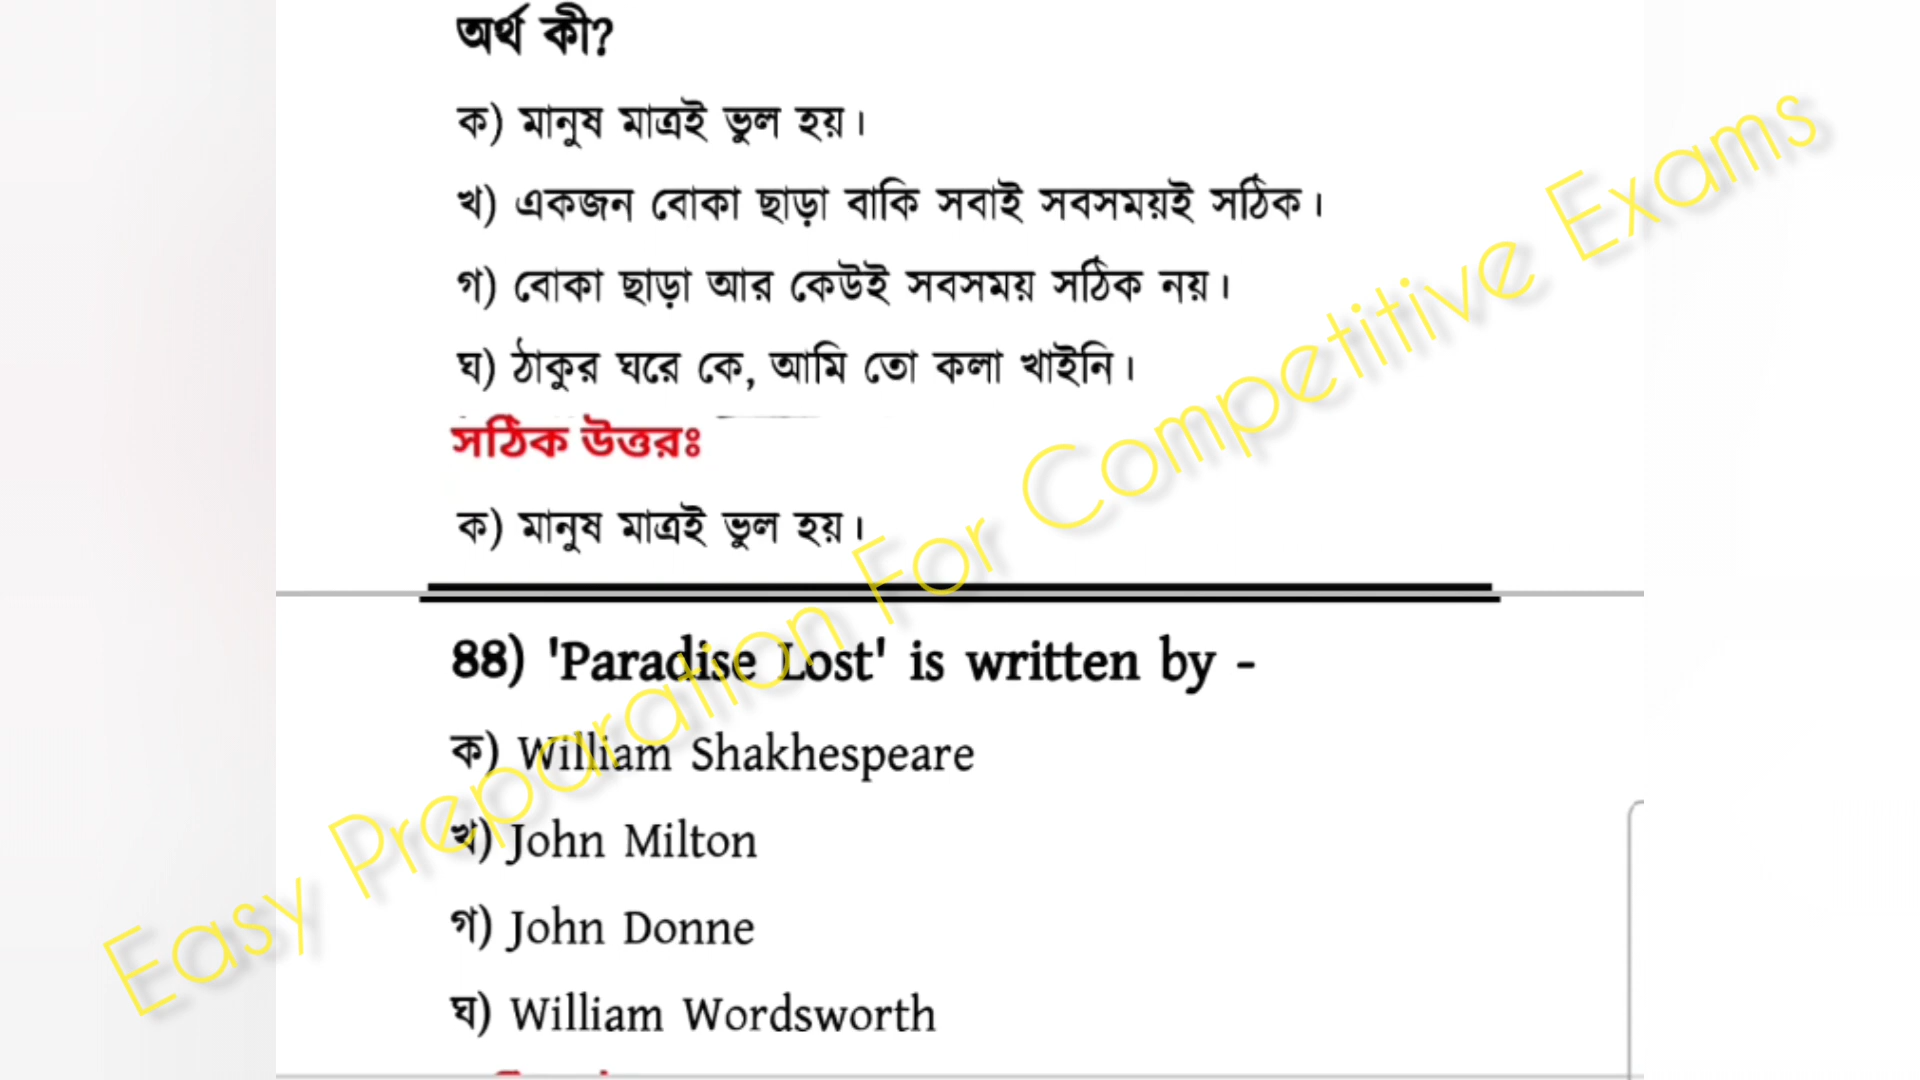 অর্থ কী?
ক) মানুষ মাত্রই ভুল হয়।
খ) একজন বোকা ছাড়া বাকি সবাই সবসময়ই সঠিক।
গ) বোকা ছাড়া আর কেউই সবসময় সঠিক নয়।
ঘ) ঠাকুর ঘরে কে, আমি তো কলা খাইনি।
সঠিক উত্তরঃ
ক) মানুষ মাত্রই ভুল হয়।
88) 'Paradise Lost' is written by -
ক) William Shakhespeare
খ) John Milton
গ) John Donne
ঘ) William Wordsworth
Easy Preparation For Competitive Exams